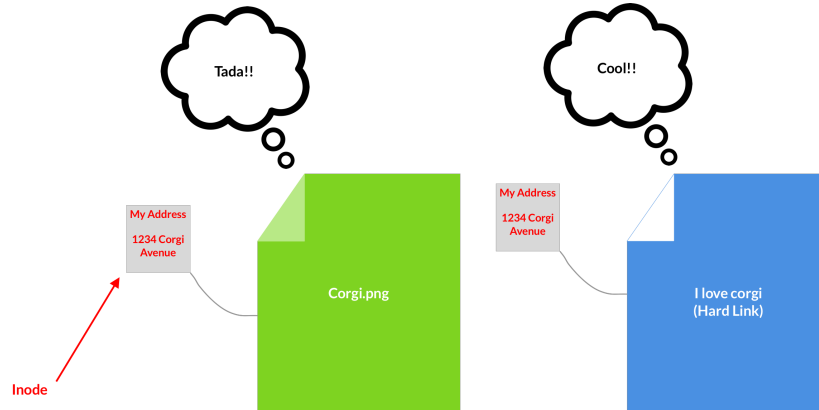 Tada!!
Cool!!
My Address
1234 Corgi
Avenue
My Address
1234 Corgi
Avenue
Corgi.png
I love corgi
(Hard Link)
Inode